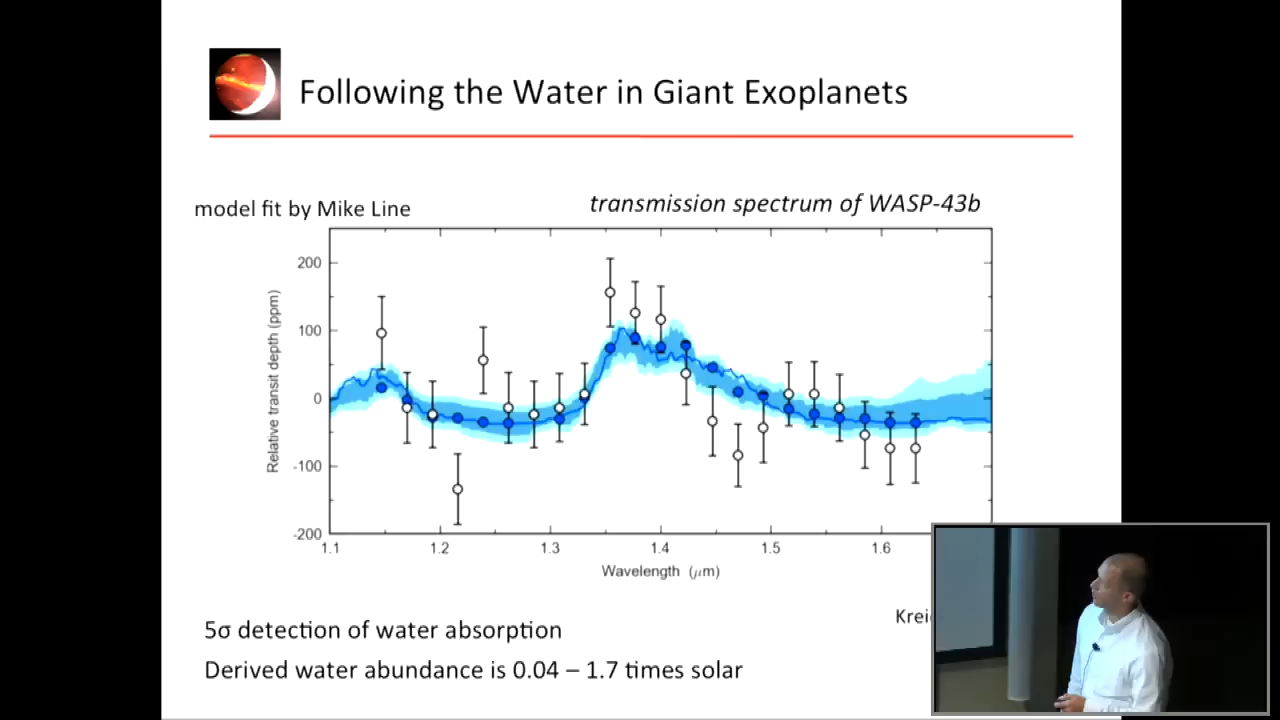 Following the Water in Giant Exoplanets
model fit by Mike Line
transmission spectrum of WASP-43b
Relative transit depth (ppm)
200
100
0
-100
-200
1.1
1.2
1.3
1.4
1.5
1.6
Wavelength (μm)
5σ detection of water absorption
Derived water abundance is 0.04 – 1.7 times solar